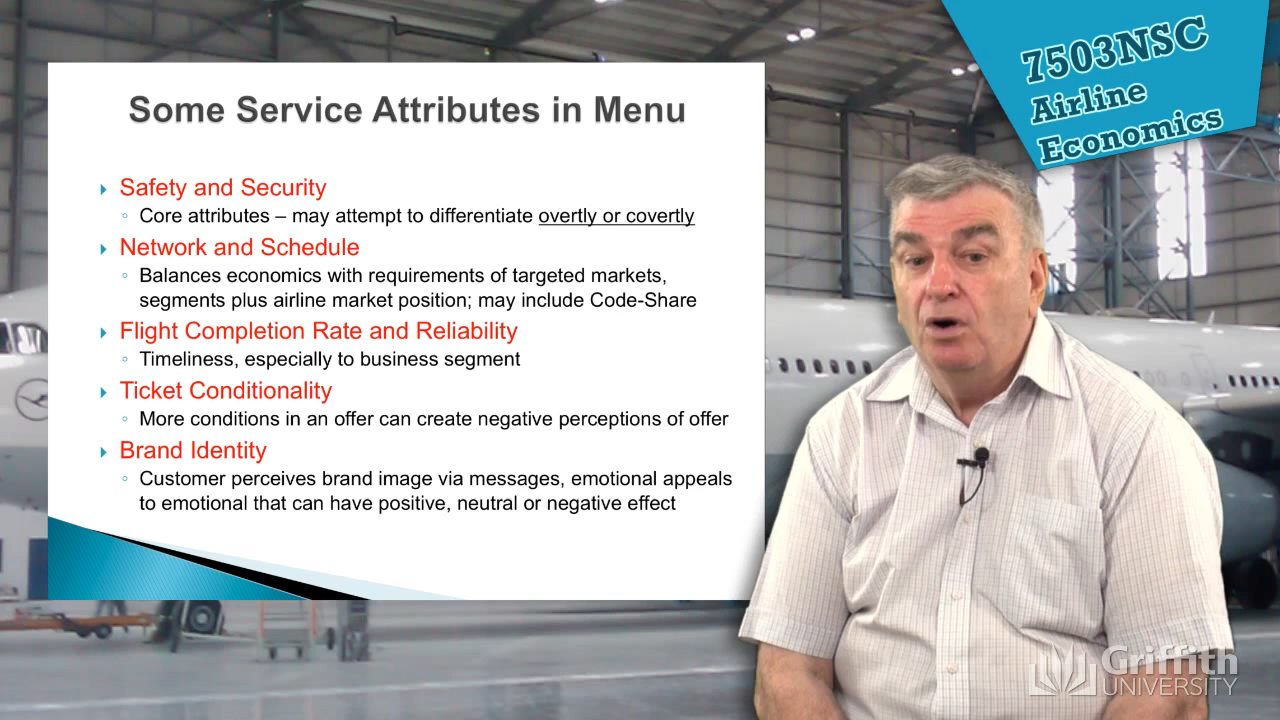 Some Service Attributes in Menu
Safety and Security
Core attributes – may attempt to differentiate overtly or covertly
Network and Schedule
Balances economics with requirements of targeted markets,
segments plus airline market position; may include Code-Share
Flight Completion Rate and Reliability
Timeliness, especially to business segment
Ticket Conditionality
More conditions in an offer can create negative perceptions of offer
Brand Identity
Customer perceives brand image via messages, emotional appeals
to emotional that can have positive, neutral or negative effect
7503NSC
Airline
Economics
Griffith
UNIVERSITY